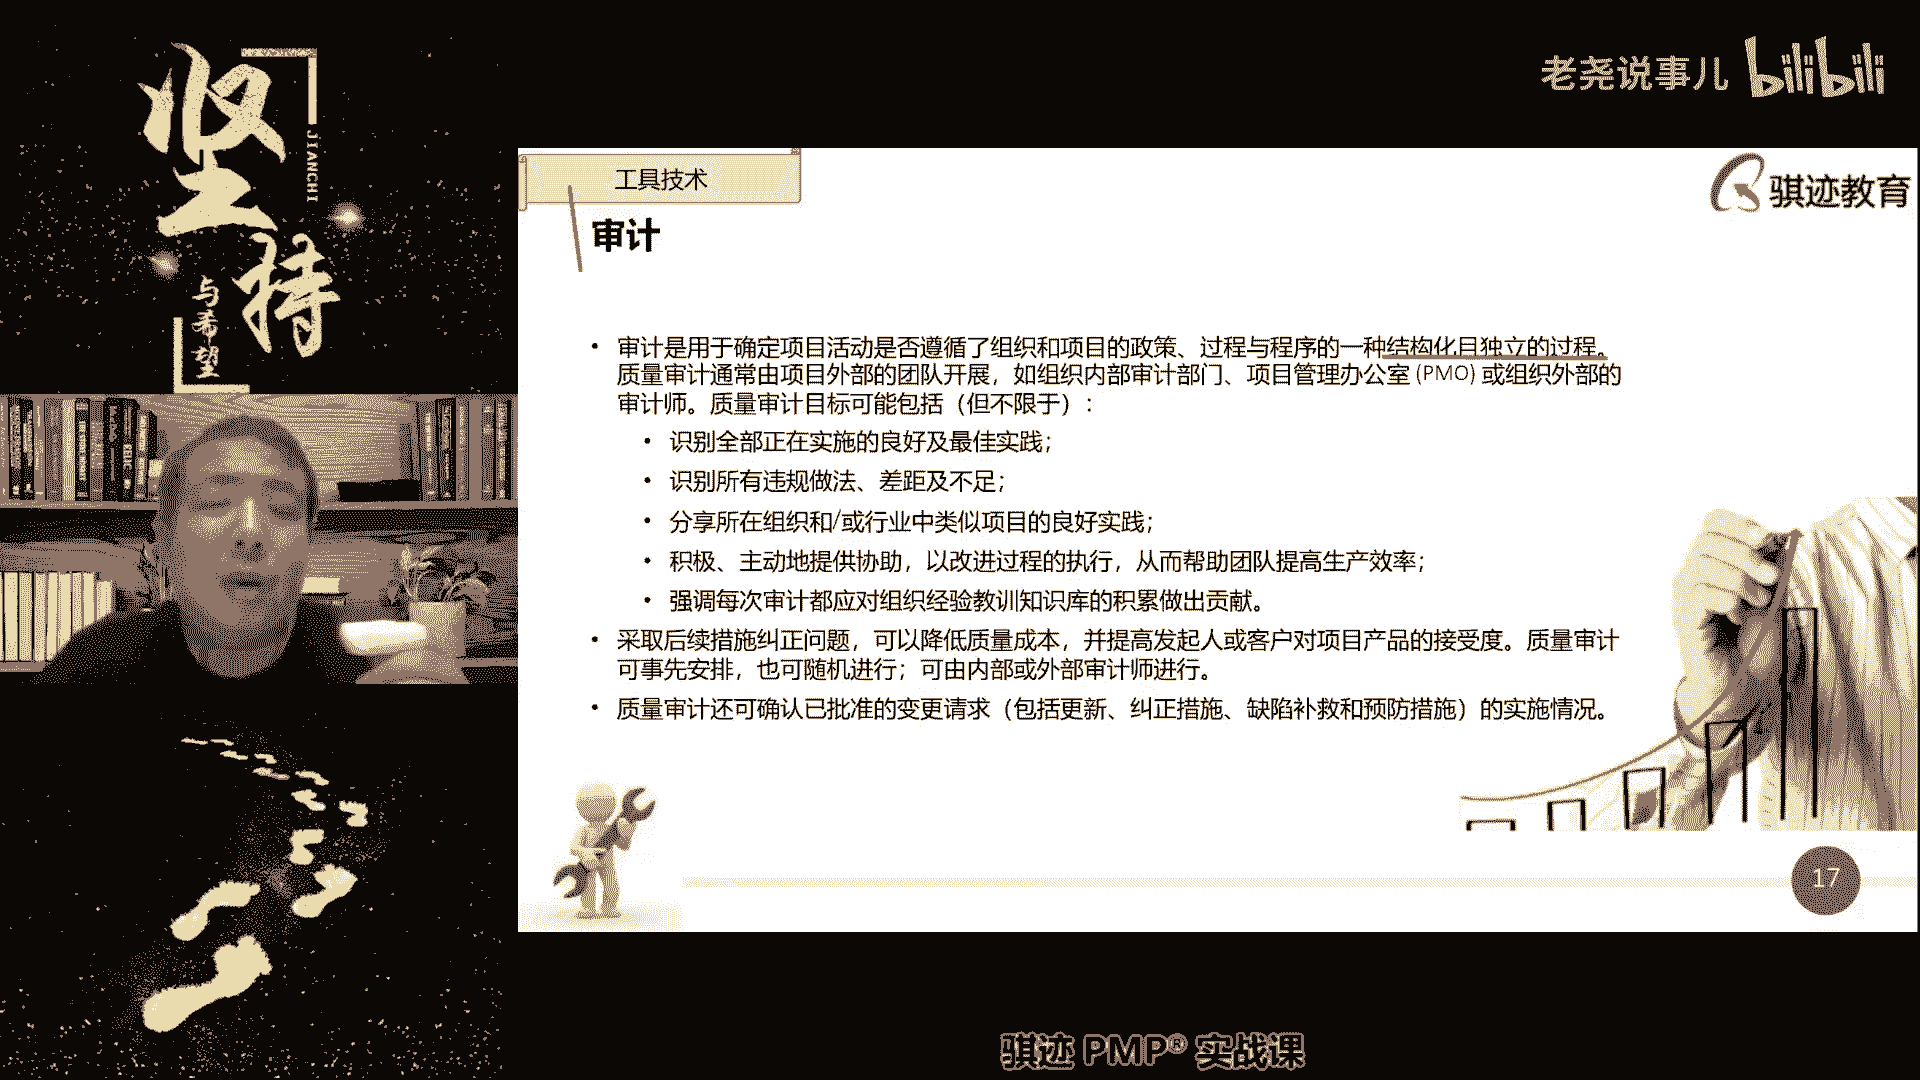 坚持
JIANCHI
与希望
老尧说事儿 bilibili
工具技术
骐迹教育
审计
• 审计是用于确定项目活动是否遵循了组织和项目的政策、过程与程序的一种结构化且独立的过程。
质量审计通常由项目外部的团队开展，如组织内部审计部门、项目管理办公室 (PMO) 或组织外部的
审计师。质量审计目标可能包括（但不限于）：
• 识别全部正在实施的良好及最佳实践；
• 识别所有违规做法、差距及不足；
• 分享所在组织和/或行业中类似项目的良好实践；
• 积极、主动地提供协助，以改进过程的执行，从而帮助团队提高生产效率；
• 强调每次审计都应对组织经验教训知识库的积累做出贡献。
• 采取后续措施纠正问题，可以降低质量成本，并提高发起人或客户对项目产品的接受度。质量审计
可事先安排，也可随机进行；可由内部或外部审计师进行。
• 质量审计还可确认已批准的变更请求（包括更新、纠正措施、缺陷补救和预防措施）的实施情况。
17
骐迹 PMP® 实战课